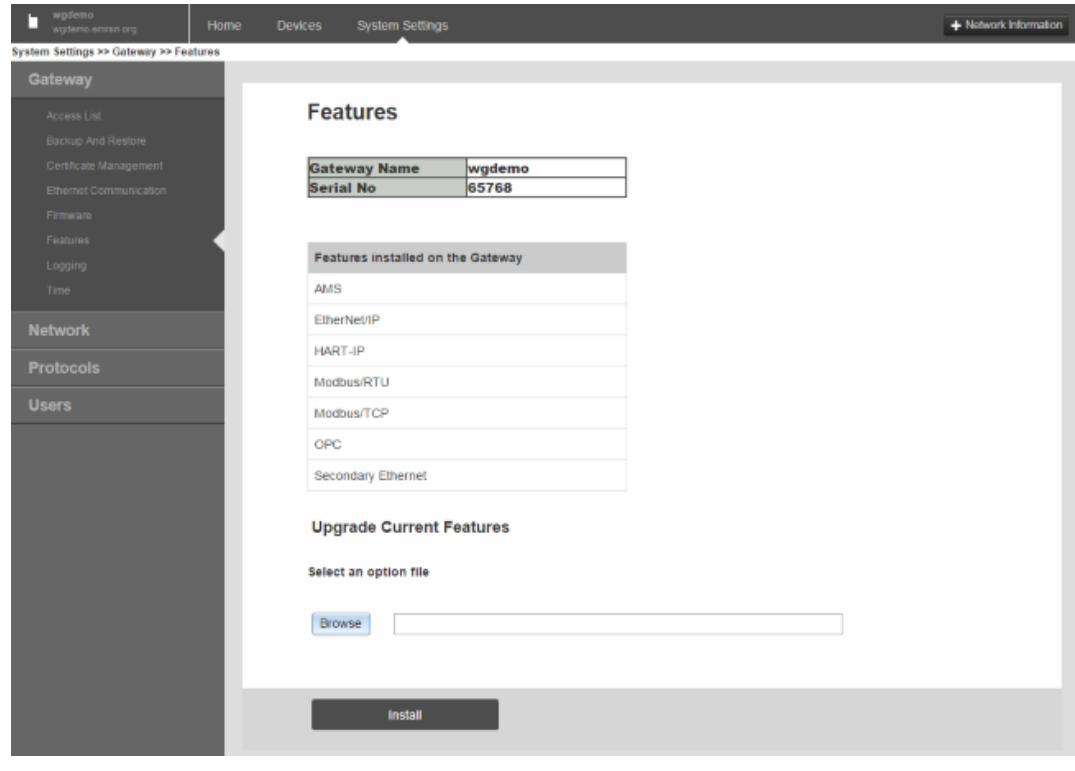 wgdemo
wgdemo.emrsn.org
Home Devices System Settings
Network Information
System Settings >> Gateway >> Features
Gateway
Access List
Backup And Restore
Certificate Management
Ethernet Communication
Firmware
Features
Logging
Time
Network
Protocols
Users
Features
Gateway Name wgdemo
Serial No 65768
Features installed on the Gateway
AMS
EtherNet/IP
HART-IP
Modbus/RTU
Modbus/TCP
OPC
Secondary Ethernet
Upgrade Current Features
Select an option file
Browse
Install